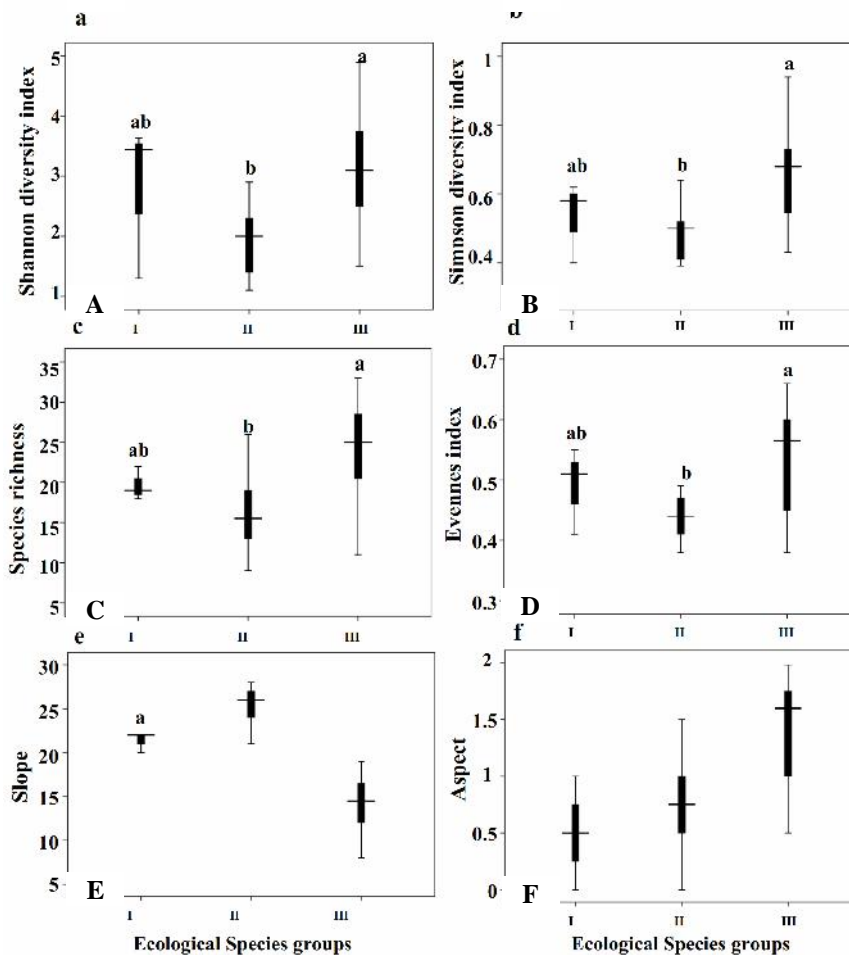 a
b
5
4
3
2
1
Shannon diversity index
ab
b
a
A
I
II
III
1
0.8
0.6
0.4
Simpson diversity index
ab
b
a
B
I
II
III
c
35
30
25
20
15
10
5
Species richness
ab
b
a
C
I
II
III
d
0.7
0.6
0.5
0.4
0.3
Evennes index
ab
b
a
D
I
II
III
e
30
25
20
15
10
5
Slope
a
E
I
II
III
Ecological Species groups
f
2
1.5
1
0.5
0
Aspect
F
I
II
III
Ecological Species groups